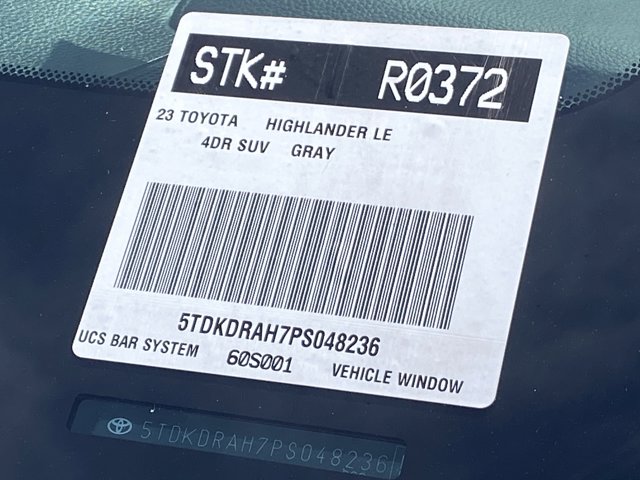 STK# R0372
23 TOYOTA HIGHLANDER LE
4DR SUV GRAY
5TDKDRAH7PS048236
UCS BAR SYSTEM 60S001 VEHICLE WINDOW
5TDKDRAH7PS048236